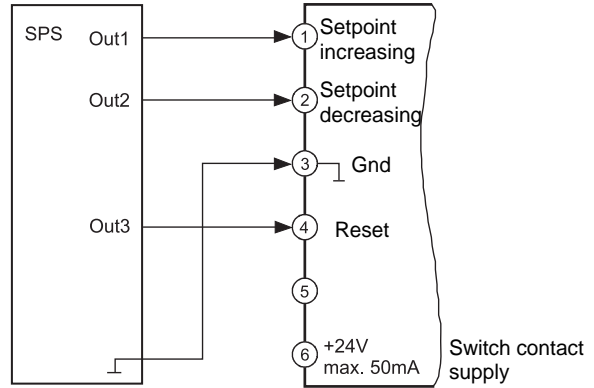 SPS
Out1
Out2
Out3
1
Setpoint
increasing
2
Setpoint
decreasing
3
Gnd
4
Reset
5
6
+24V
max. 50mA
Switch contact
supply